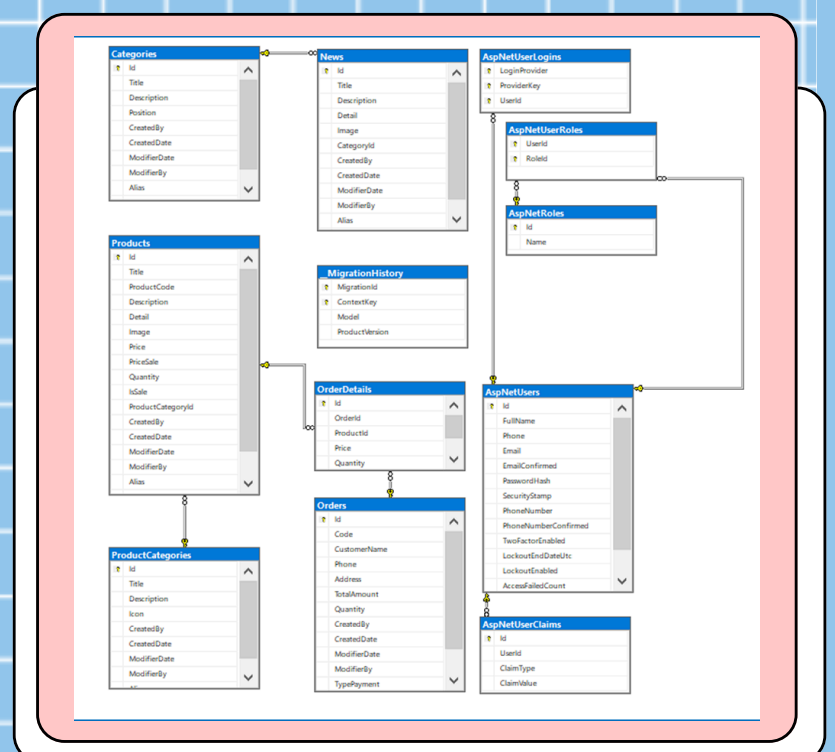 Categories
Id
Title
Description
Position
CreatedBy
CreatedDate
ModifierDate
ModifierBy
Alias
News
Id
Title
Description
Detail
Image
CategoryId
CreatedBy
CreatedDate
ModifierDate
ModifierBy
Alias
AspNetUserLogins
LoginProvider
ProviderKey
UserId
AspNetUserRoles
UserId
RoleId
AspNetRoles
Id
Name
Products
Id
Title
ProductCode
Description
Detail
Image
Price
PriceSale
Quantity
IsSale
ProductCategoryId
CreatedBy
CreatedDate
ModifierDate
ModifierBy
Alias
_MigrationHistory
MigrationId
ContextKey
Model
ProductVersion
OrderDetails
Id
OrderId
ProductId
Price
Quantity
AspNetUsers
Id
FullName
Phone
Email
EmailConfirmed
PasswordHash
SecurityStamp
PhoneNumber
PhoneNumberConfirmed
TwoFactorEnabled
LockoutEndDateUtc
LockoutEnabled
AccessFailedCount
Orders
Id
Code
CustomerName
Phone
Address
TotalAmount
Quantity
CreatedBy
CreatedDate
ModifierDate
ModifierBy
TypePayment
ProductCategories
Id
Title
Description
Icon
CreatedBy
CreatedDate
ModifierDate
ModifierBy
AspNetUserClaims
Id
UserId
ClaimType
ClaimValue